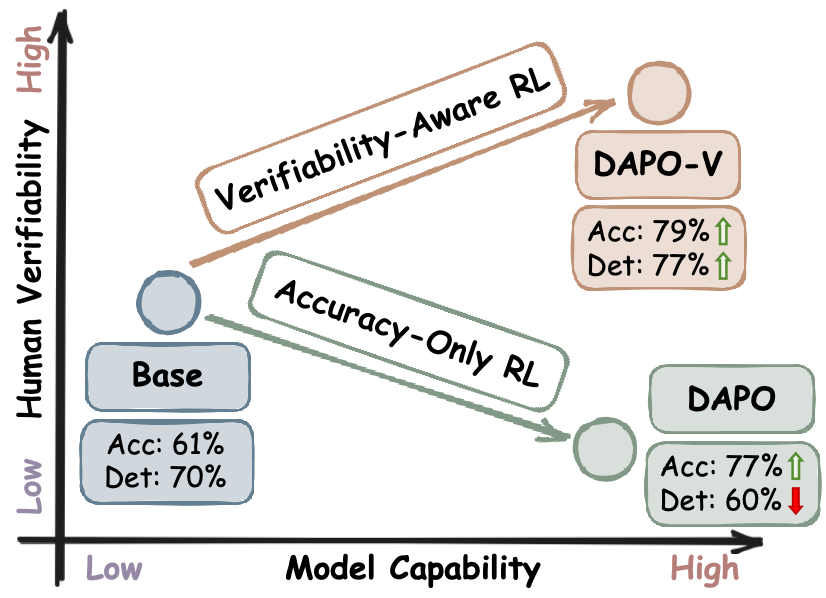 High
Human Verifiability
Low
Verifiability-Aware RL
DAPO-V
Acc: 79%⇧
Det: 77%⇧
Accuracy-Only RL
Base
Acc: 61%
Det: 70%
DAPO
Acc: 77%⇧
Det: 60%⬇
Low
Model Capability
High